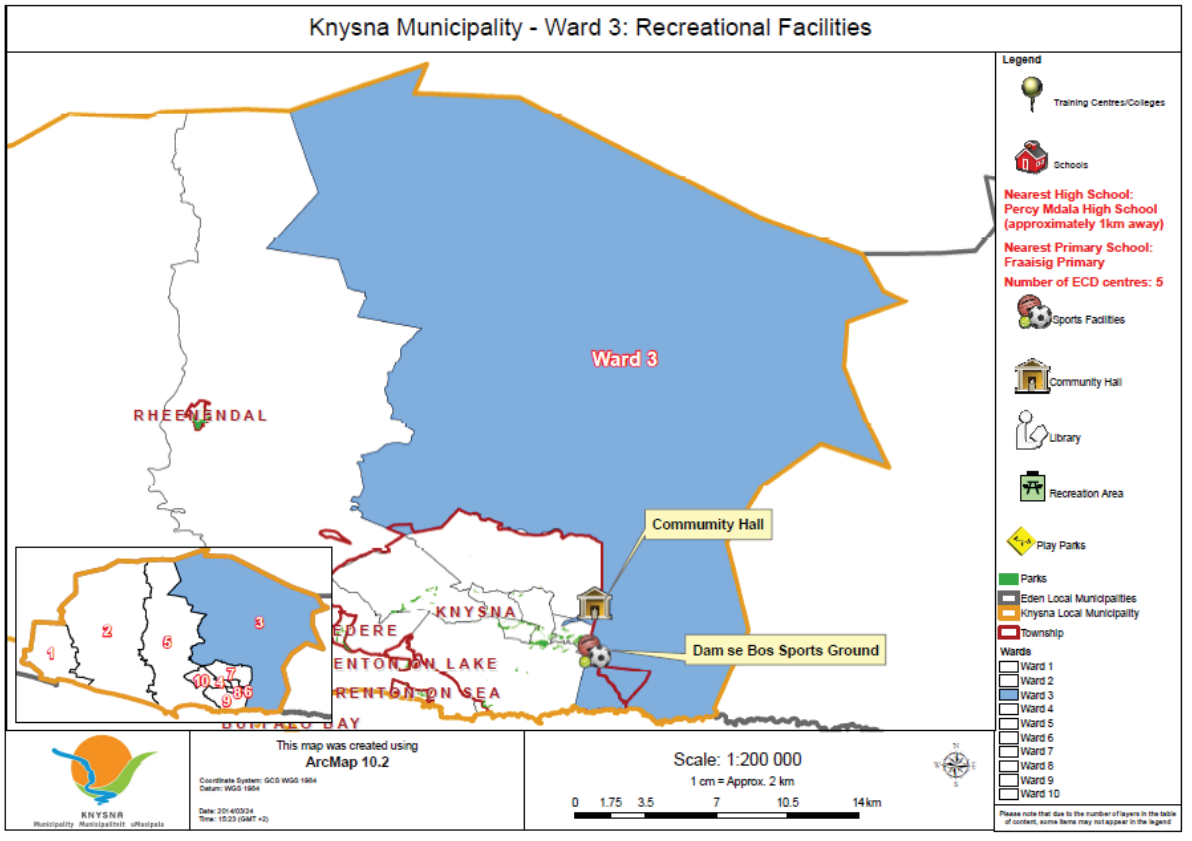 Knysna Municipality - Ward 3: Recreational Facilities
Ward 3
RHEENENDAL
Commumity Hall
KNYSNA
EDERE
Dam se Bos Sports Ground
ENTON ON LAKE
RENTON ON SEA
BUFFALO BAY
1
2
5
3
7
10
4
8
6
9
Legend
Training Centres/Colleges
Schools
Nearest High School:
Percy Mdala High School
(approximately 1km away)
Nearest Primary School:
Fraaisig Primary
Number of ECD centres: 5
Sports Facilities
Community Hall
Library
Recreation Area
Play Parks
Parks
Eden Local Municipalities
Knysna Local Municipality
Township
Wards
Ward 1
Ward 2
Ward 3
Ward 4
Ward 5
Ward 6
Ward 7
Ward 8
Ward 9
Ward 10
Please note that due to the number of layers in the table
of content, some items may not appear in the legend
KNYSNA
Municipality Munisipaliteit uMasipala
This map was created using
ArcMap 10.2
Coordinate System: GCS WGS 1984
Datum: WGS 1984
Date: 2014/03/24
Time: 15:23 (GMT +2)
Scale: 1:200 000
1 cm = Approx. 2 km
0 1.75 3.5 7 10.5 14 km
N
W E
S